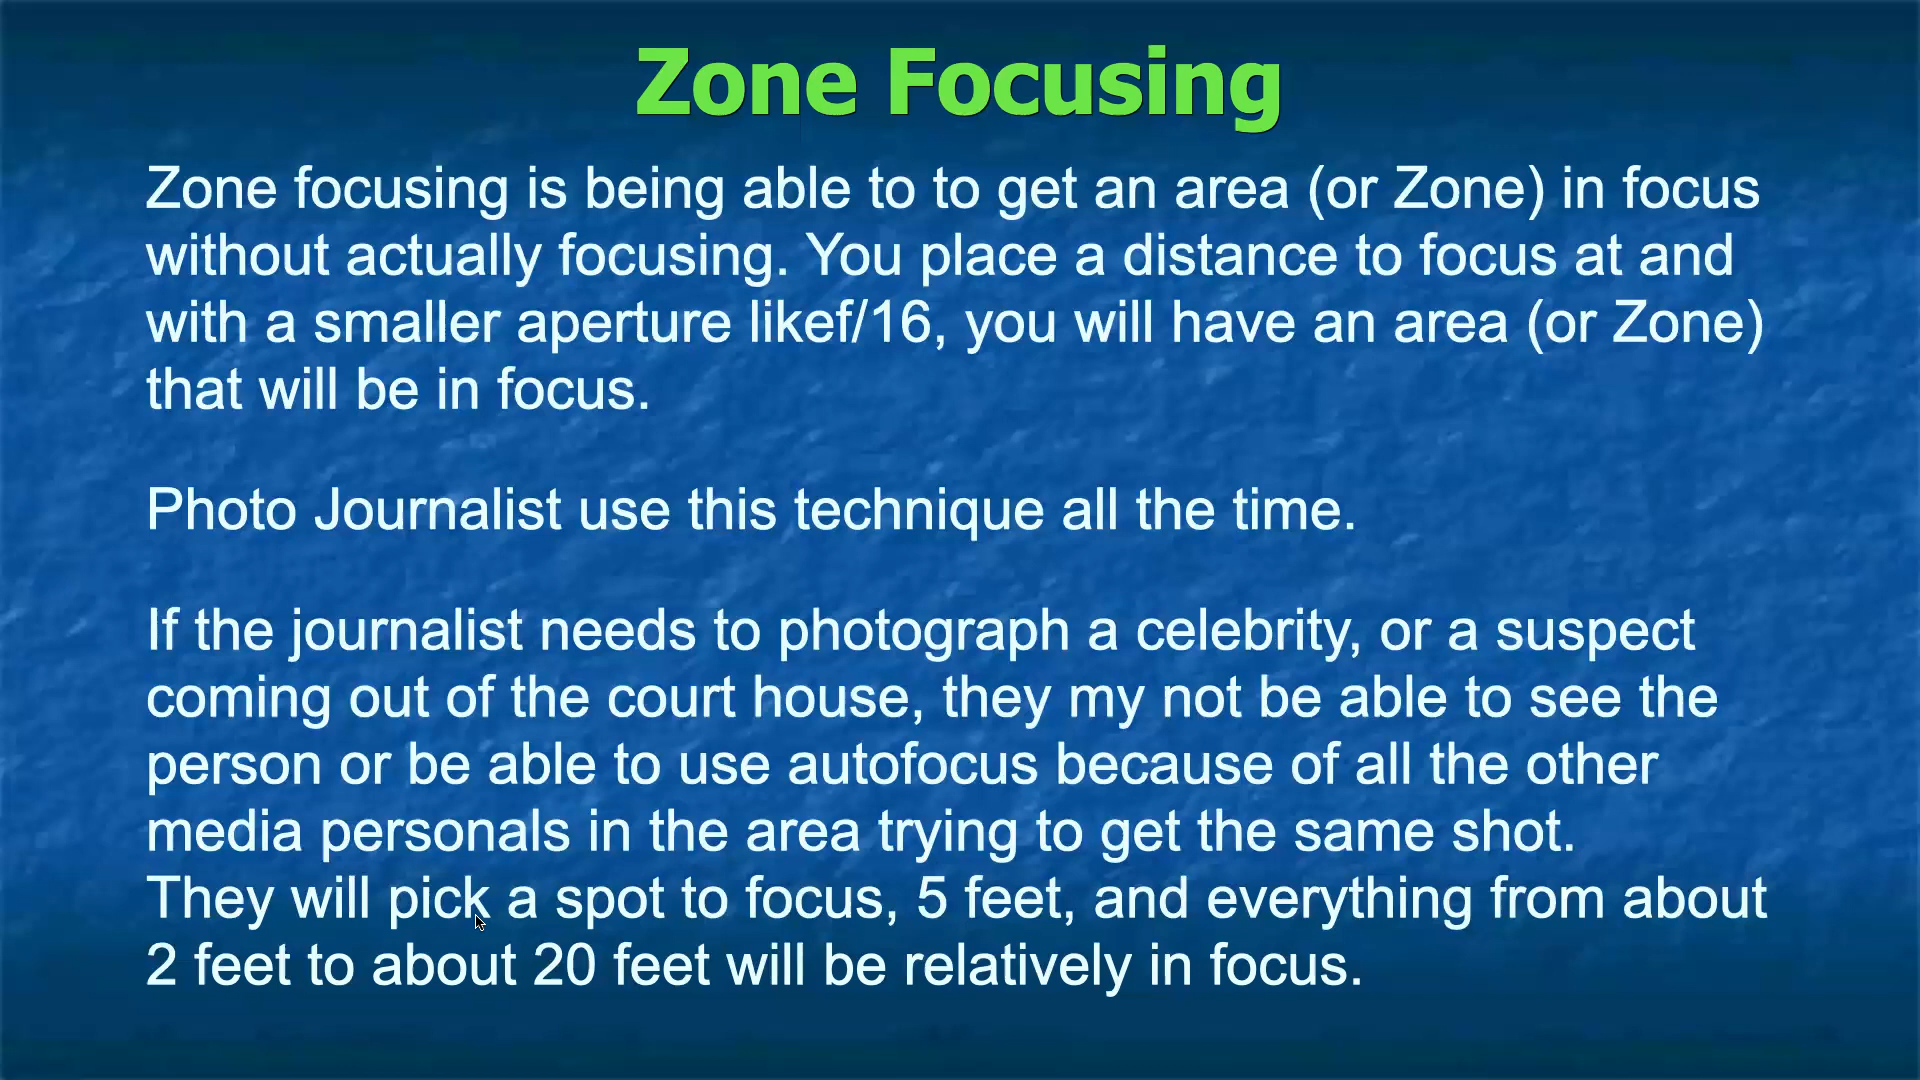 Zone Focusing
Zone focusing is being able to to get an area (or Zone) in focus
without actually focusing. You place a distance to focus at and
with a smaller aperture likef/16, you will have an area (or Zone)
that will be in focus.
Photo Journalist use this technique all the time.
If the journalist needs to photograph a celebrity, or a suspect
coming out of the court house, they my not be able to see the
person or be able to use autofocus because of all the other
media personals in the area trying to get the same shot.
They will pick a spot to focus, 5 feet, and everything from about
2 feet to about 20 feet will be relatively in focus.